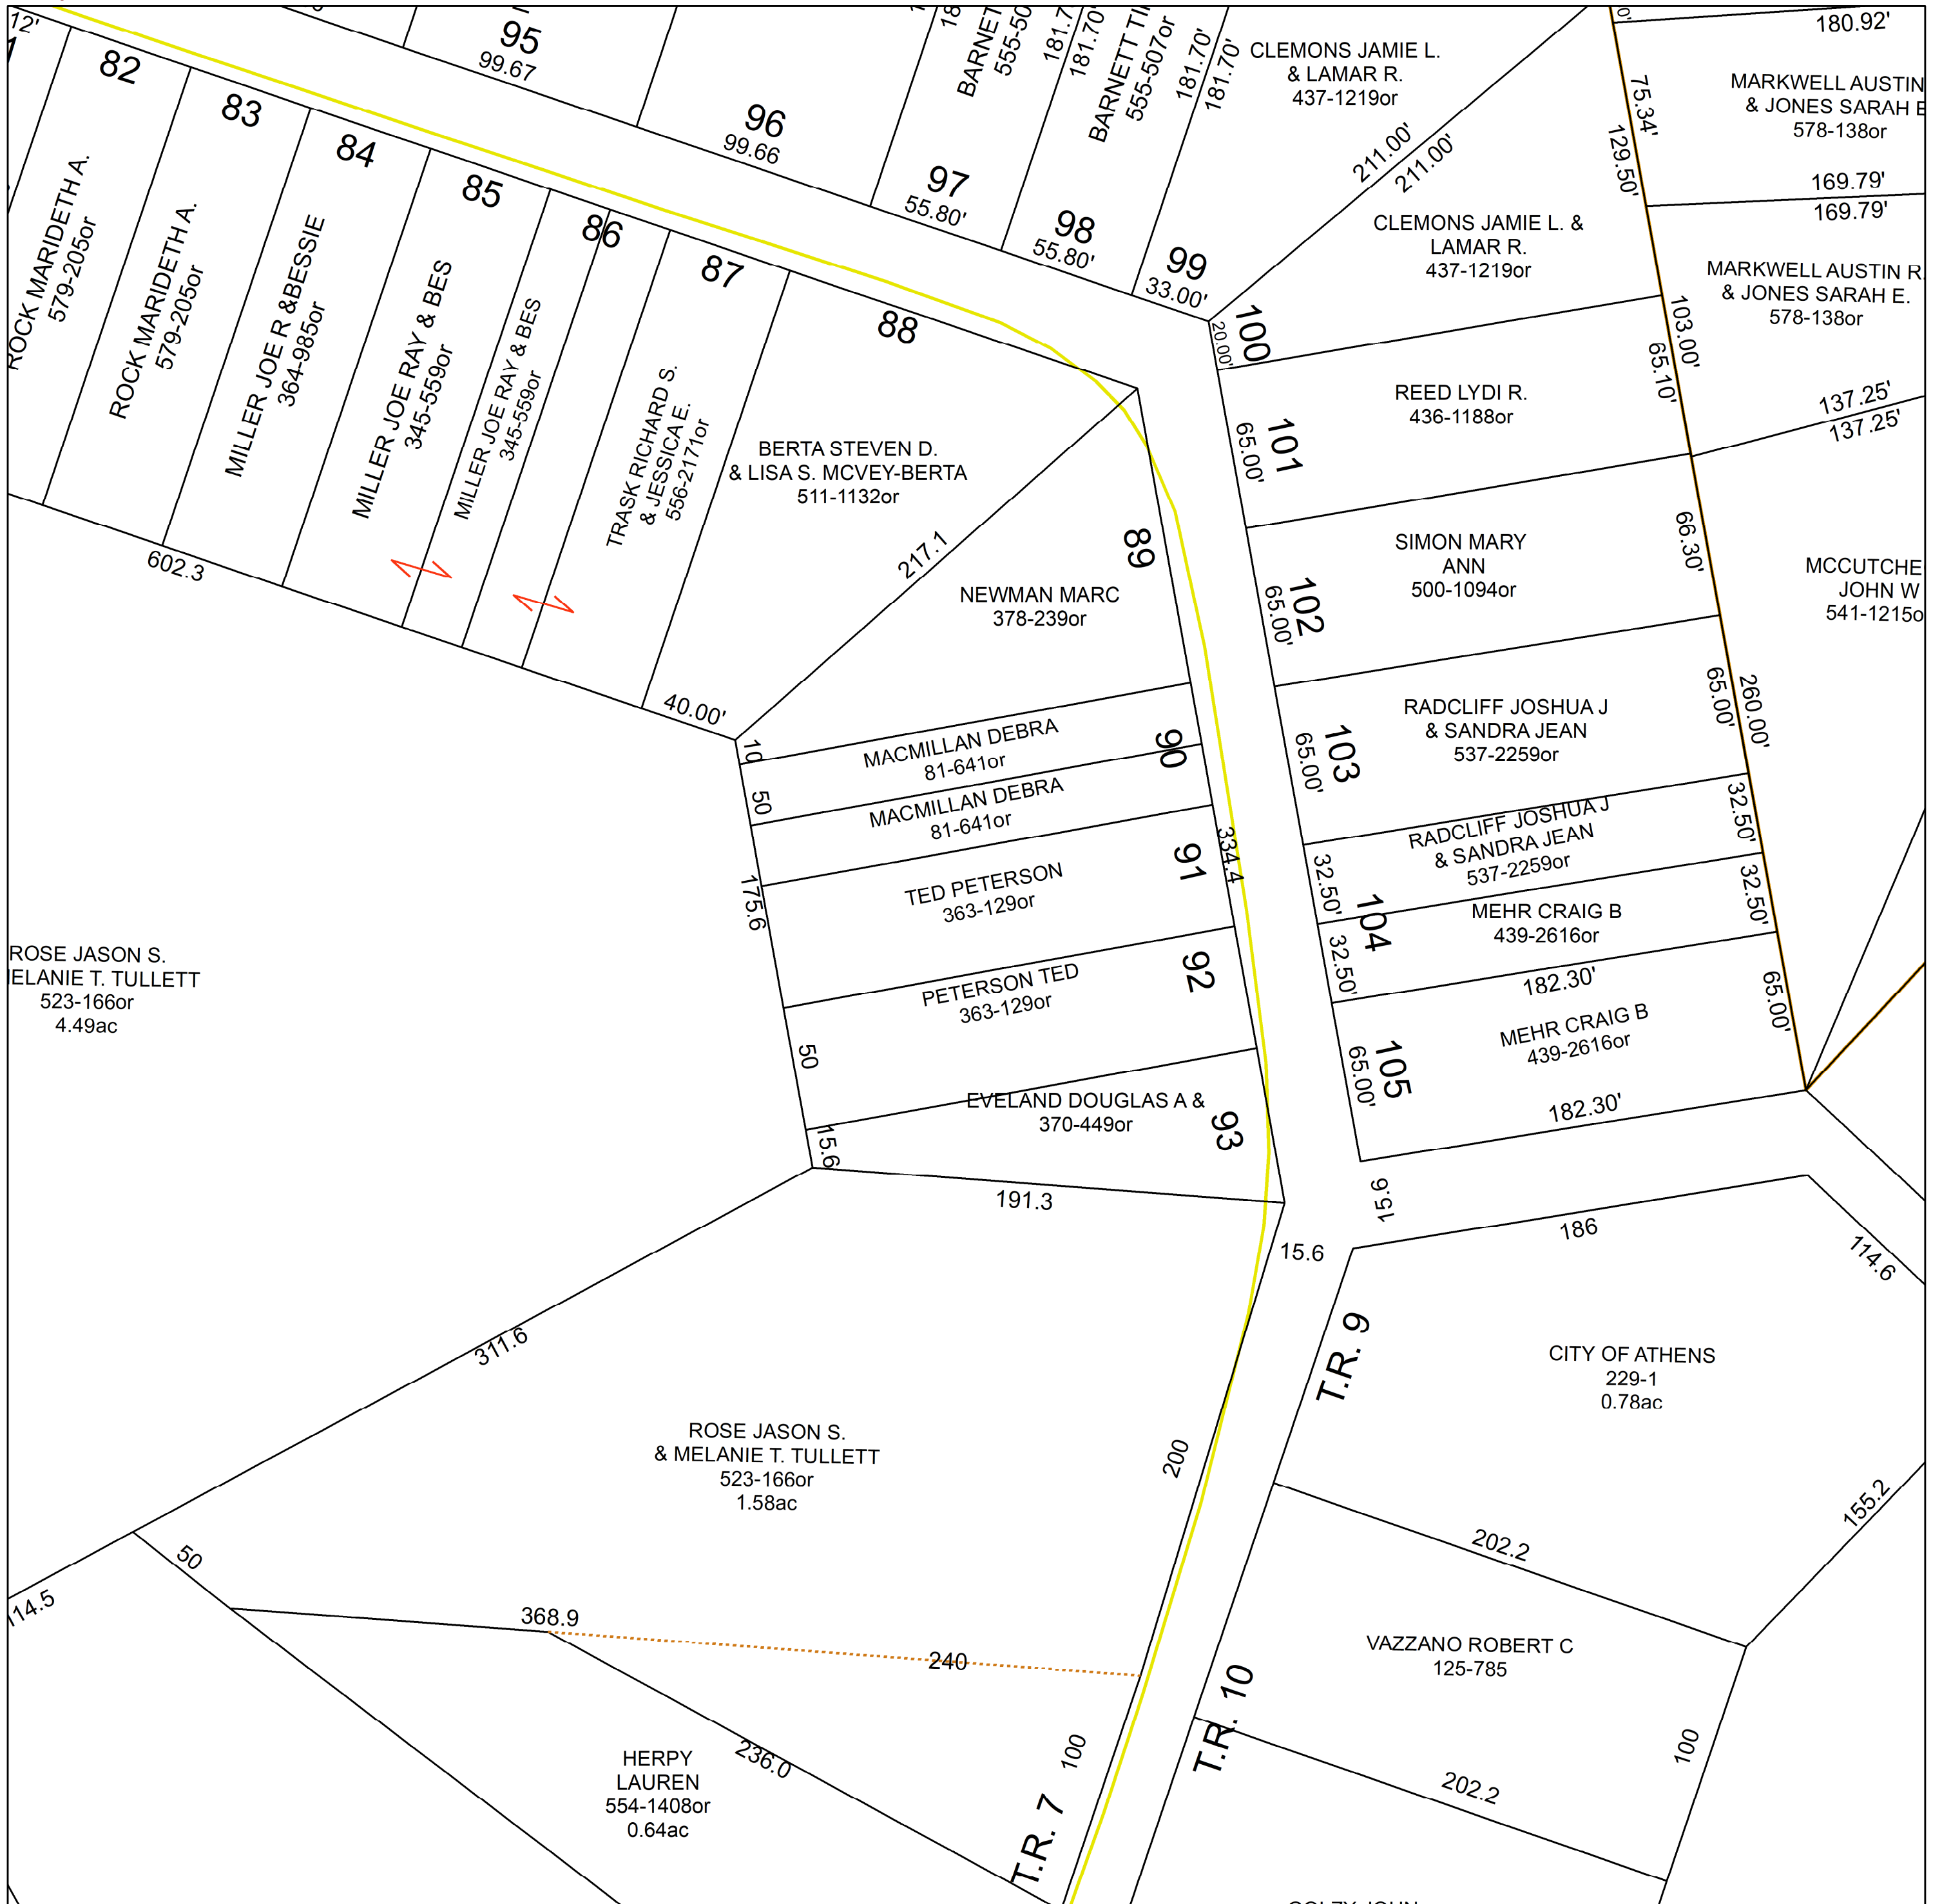 12'
82
83
84
85
86
87
88
95
99.67
96
99.66
97
55.80'
98
55.80'
99
33.00'
181.70'
181.70'
181.70'
BARNETT
555-507or
CLEMONS JAMIE L.
& LAMAR R.
437-1219or
211.00'
211.00'
180.92'
75.34'
129.50'
MARKWELL AUSTIN
& JONES SARAH E
578-138or
169.79'
169.79'
CLEMONS JAMIE L. &
LAMAR R.
437-1219or
MARKWELL AUSTIN R.
& JONES SARAH E.
578-138or
103.00'
65.10'
137.25'
137.25'
ROCK MARIDETH A.
579-205or
ROCK MARIDETH A.
579-205or
MILLER JOE R &BESSIE
364-985or
MILLER JOE RAY & BES
345-559or
MILLER JOE RAY & BES
345-559or
TRASK RICHARD S.
& JESSICA E.
556-2171or
BERTA STEVEN D.
& LISA S. MCVEY-BERTA
511-1132or
602.3
40.00'
217.1
100
20.00'
REED LYDI R.
436-1188or
101
65.00'
66.30'
SIMON MARY
ANN
500-1094or
102
65.00'
MCCUTCHE
JOHN W
541-1215o
89
NEWMAN MARC
378-239or
RADCLIFF JOSHUA J
& SANDRA JEAN
537-2259or
65.00'
260.00'
103
65.00'
10
MACMILLAN DEBRA
81-641or
90
50
MACMILLAN DEBRA
81-641or
RADCLIFF JOSHUA J
& SANDRA JEAN
537-2259or
32.50'
32.50'
334.4
91
175.6
TED PETERSON
363-129or
32.50'
104
MEHR CRAIG B
439-2616or
32.50'
92
PETERSON TED
363-129or
182.30'
65.00'
MEHR CRAIG B
439-2616or
105
65.00'
50
ROSE JASON S.
ELANIE T. TULLETT
523-166or
4.49ac
EVELAND DOUGLAS A &
370-449or
93
15.6
182.30'
191.3
15.6
15.6
186
114.6
311.6
T.R. 9
CITY OF ATHENS
229-1
0.78ac
ROSE JASON S.
& MELANIE T. TULLETT
523-166or
1.58ac
200
155.2
202.2
50
114.5
368.9
240
VAZZANO ROBERT C
125-785
T.R. 10
100
100
236.0
HERPY
LAUREN
554-1408or
0.64ac
202.2
T.R. 7